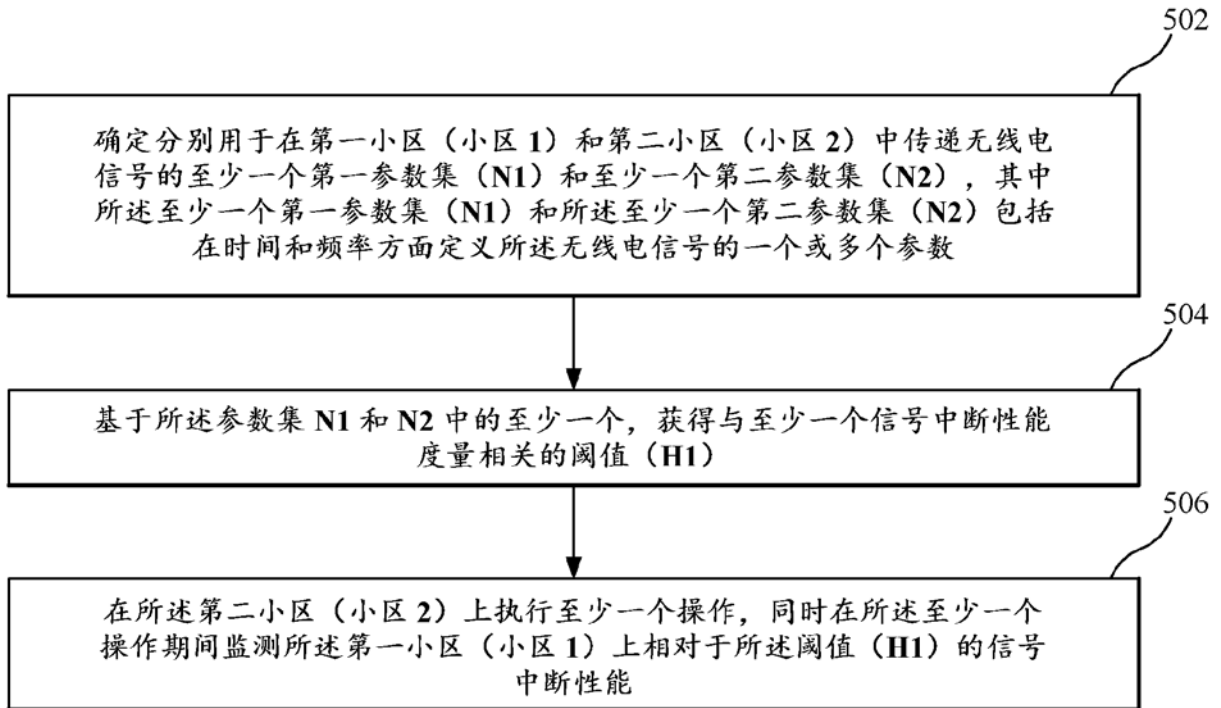 502
确定分别用于在第一小区（小区 1）和第二小区（小区 2）中传递无线电
信号的至少一个第一参数集（N1）和至少一个第二参数集（N2），其中
所述至少一个第一参数集（N1）和所述至少一个第二参数集（N2）包括
在时间和频率方面定义所述无线电信号的一个或多个参数
504
基于所述参数集 N1 和 N2 中的至少一个，获得与至少一个信号中断性能
度量相关的阈值（H1）
506
在所述第二小区（小区 2）上执行至少一个操作，同时在所述至少一个
操作期间监测所述第一小区（小区 1）上相对于所述阈值（H1）的信号
中断性能